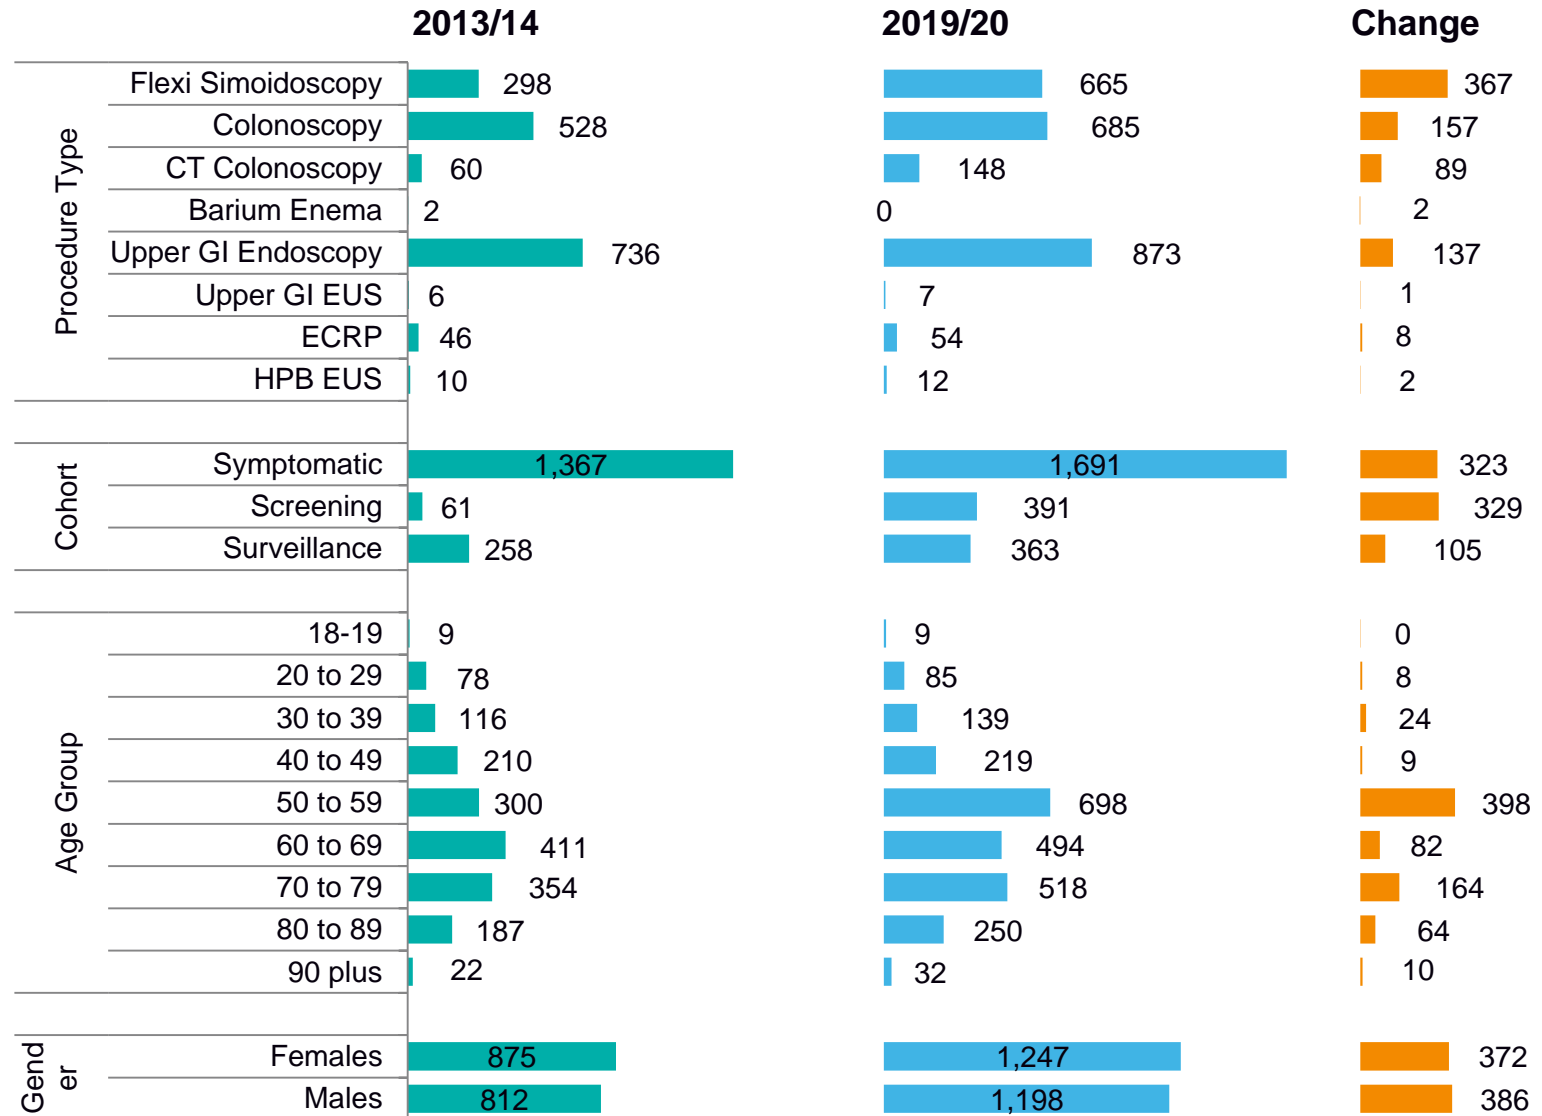 2013/14 2019/20 Change
Procedure Type
Flexi Simoidoscopy 298 665 367
Colonoscopy 528 685 157
CT Colonoscopy 60 148 89
Barium Enema 2 0 2
Upper GI Endoscopy 736 873 137
Upper GI EUS 6 7 1
ECRP 46 54 8
HPB EUS 10 12 2
Cohort
Symptomatic 1,367 1,691 323
Screening 61 391 329
Surveillance 258 363 105
Age Group
18-19 9 9 0
20 to 29 78 85 8
30 to 39 116 139 24
40 to 49 210 219 9
50 to 59 300 698 398
60 to 69 411 494 82
70 to 79 354 518 164
80 to 89 187 250 64
90 plus 22 32 10
Gend
er
Females 875 1,247 372
Males 812 1,198 386